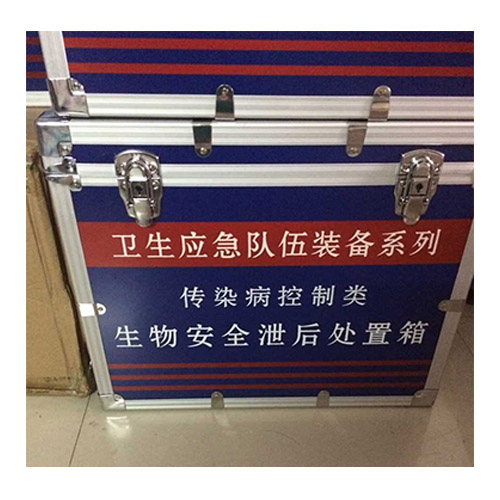 卫生应急队伍装备系列
传染病控制类
生物安全泄后处置箱